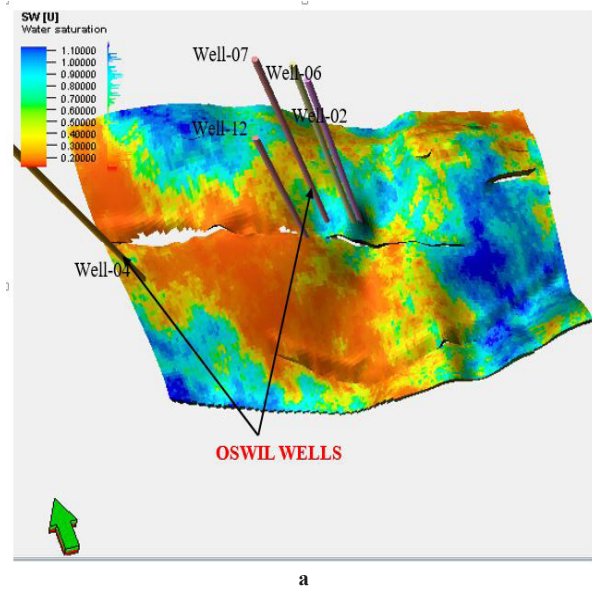 SW [U]
Water saturation
1.10000
1.00000
0.90000
0.80000
0.70000
0.60000
0.50000
0.40000
0.30000
0.20000
Well-07
Well-06
Well-02
Well-12
Well-04
OSWIL WELLS
a